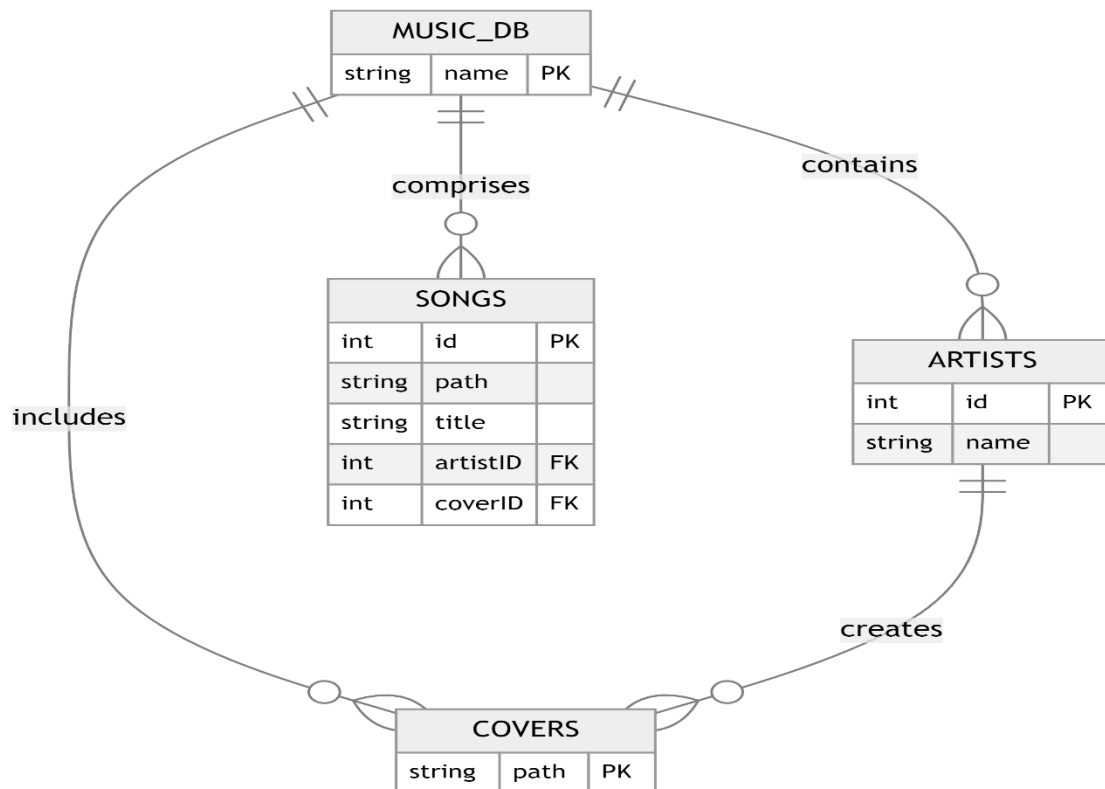 MUSIC_DB
string name PK
comprises
contains
SONGS
int id PK
string path
string title
int artistID FK
int coverID FK
ARTISTS
int id PK
string name
includes
creates
COVERS
string path PK